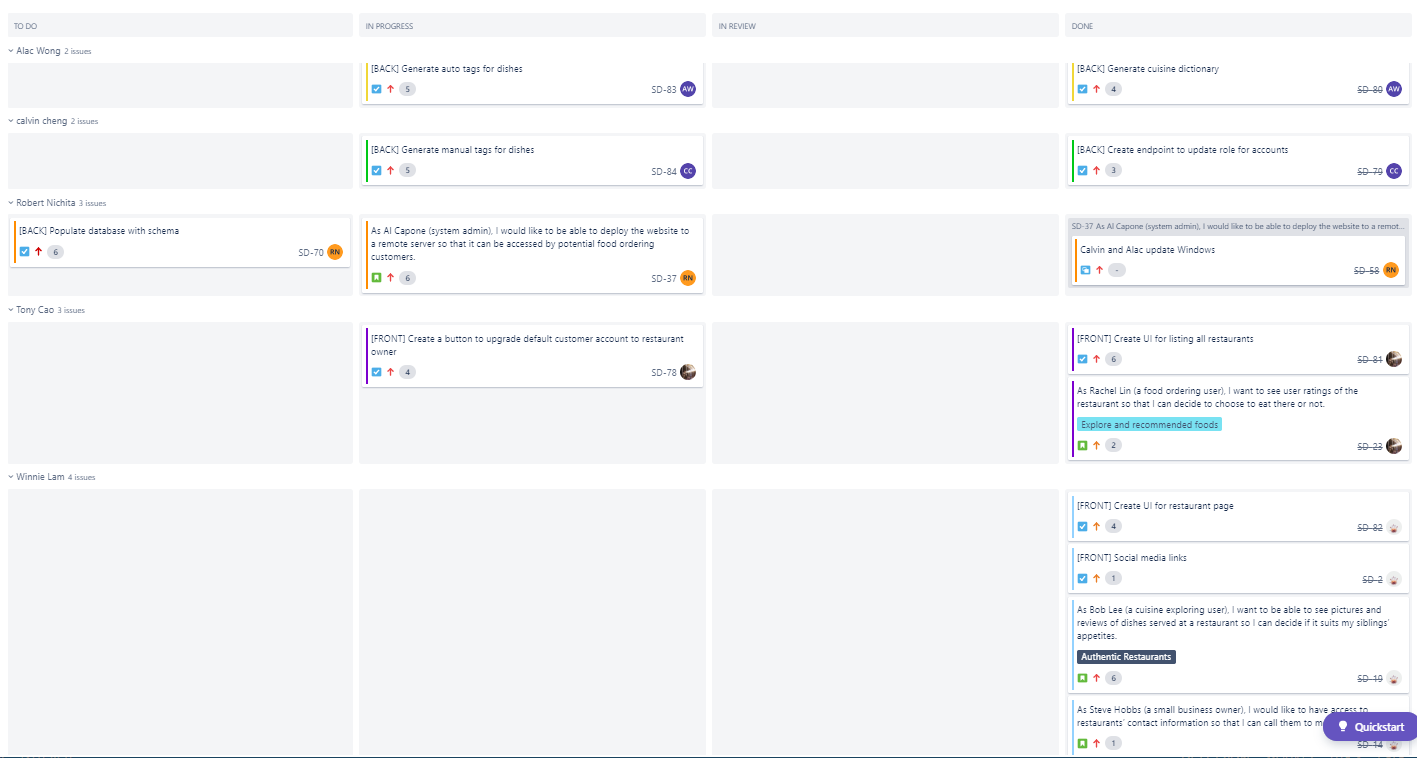 TO DO
IN PROGRESS
IN REVIEW
DONE
Alac Wong 2 issues
[BACK] Generate auto tags for dishes
5
SD-83
AW
[BACK] Generate cuisine dictionary
4
SD-80
AW
calvin cheng 2 issues
[BACK] Generate manual tags for dishes
5
SD-84
CC
[BACK] Create endpoint to update role for accounts
3
SD-79
CC
Robert Nichita 3 issues
[BACK] Populate database with schema
6
SD-70
RN
As Al Capone (system admin), I would like to be able to deploy the website to
a remote server so that it can be accessed by potential food ordering
customers.
6
SD-37
RN
SD-37 As Al Capone (system admin), I would like to be able to deploy the website to a remot...
Calvin and Alac update Windows
-
SD-58
RN
Tony Cao 3 issues
[FRONT] Create a button to upgrade default customer account to restaurant
owner
4
SD-78
[FRONT] Create UI for listing all restaurants
6
SD-81
As Rachel Lin (a food ordering user), I want to see user ratings of the
restaurant so that I can decide to choose to eat there or not.
Explore and recommended foods
2
SD-23
Winnie Lam 4 issues
[FRONT] Create UI for restaurant page
4
SD-82
[FRONT] Social media links
1
SD-2
As Bob Lee (a cuisine exploring user), I want to be able to see pictures and
reviews of dishes served at a restaurant so I can decide if it suits my siblings'
appetites.
Authentic Restaurants
6
SD-19
As Steve Hobbs (a small business owner), I would like to have access to
restaurants' contact information so that I can call them to
Quickstart
1
SD-14